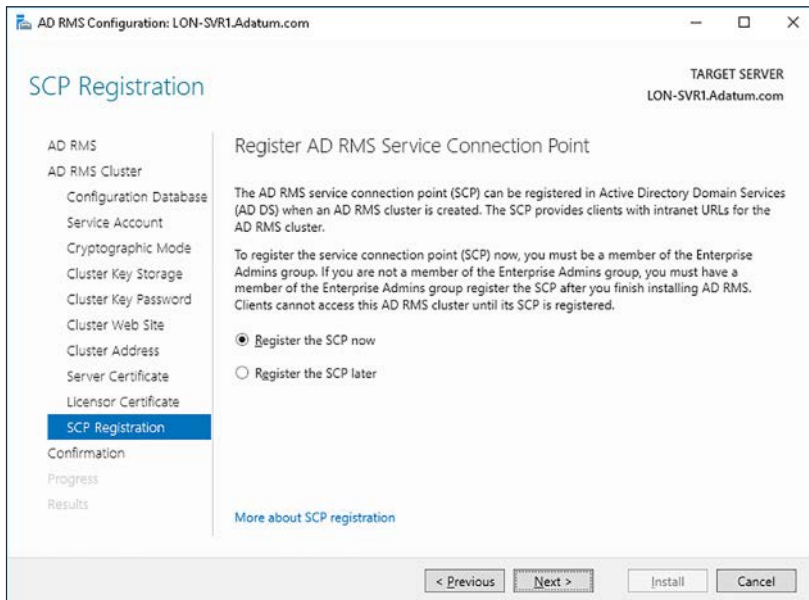 AD RMS Configuration: LON-SVR1.Adatum.com
SCP Registration
TARGET SERVER
LON-SVR1.Adatum.com
AD RMS
AD RMS Cluster
Configuration Database
Service Account
Cryptographic Mode
Cluster Key Storage
Cluster Key Password
Cluster Web Site
Cluster Address
Server Certificate
Licensor Certificate
SCP Registration
Confirmation
Progress
Results
Register AD RMS Service Connection Point
The AD RMS service connection point (SCP) can be registered in Active Directory Domain Services
(AD DS) when an AD RMS cluster is created. The SCP provides clients with intranet URLs for the
AD RMS cluster.
To register the service connection point (SCP) now, you must be a member of the Enterprise
Admins group. If you are not a member of the Enterprise Admins group, you must have a
member of the Enterprise Admins group register the SCP after you finish installing AD RMS.
Clients cannot access this AD RMS cluster until its SCP is registered.
Register the SCP now
Register the SCP later
More about SCP registration
< Previous
Next >
Install
Cancel